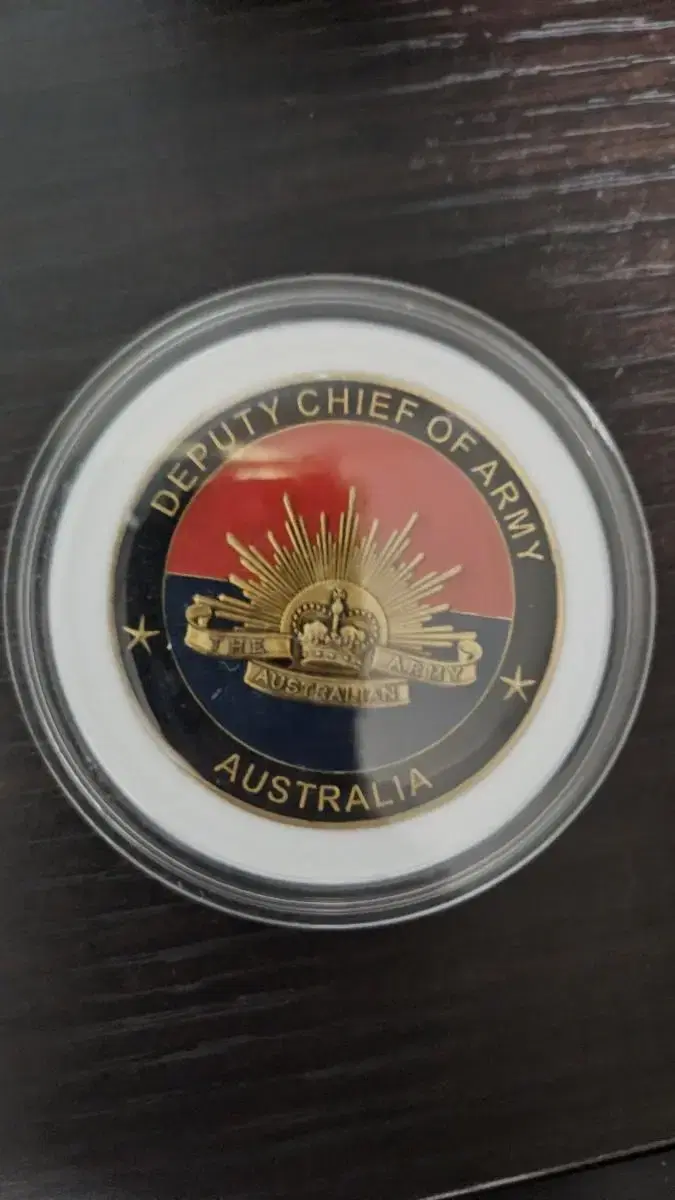 DEPUTY CHIEF OF ARMY
THE
AUSTRALIAN
ARMY
AUSTRALIA